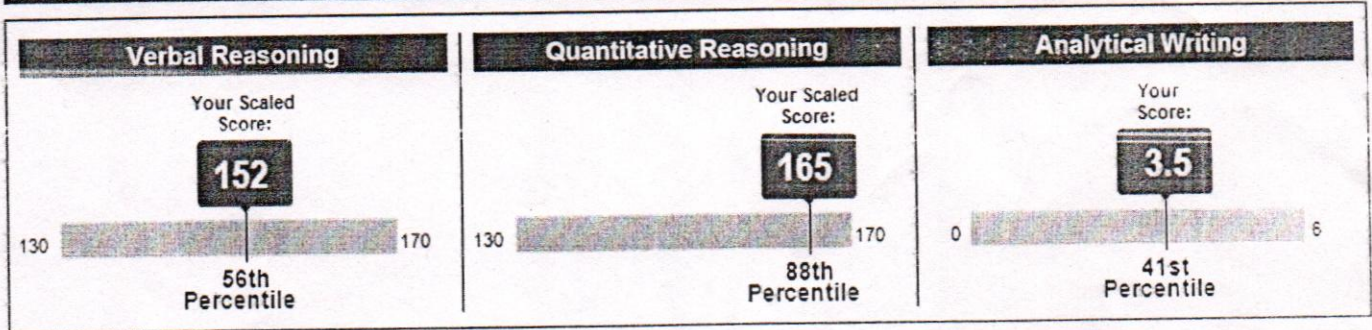 Verbal Reasoning
Your Scaled
Score:
152
130
170
56th
Percentile
Quantitative Reasoning
Your Scaled
Score:
165
130
170
88th
Percentile
Analytical Writing
Your
Score:
3.5
0
6
41st
Percentile